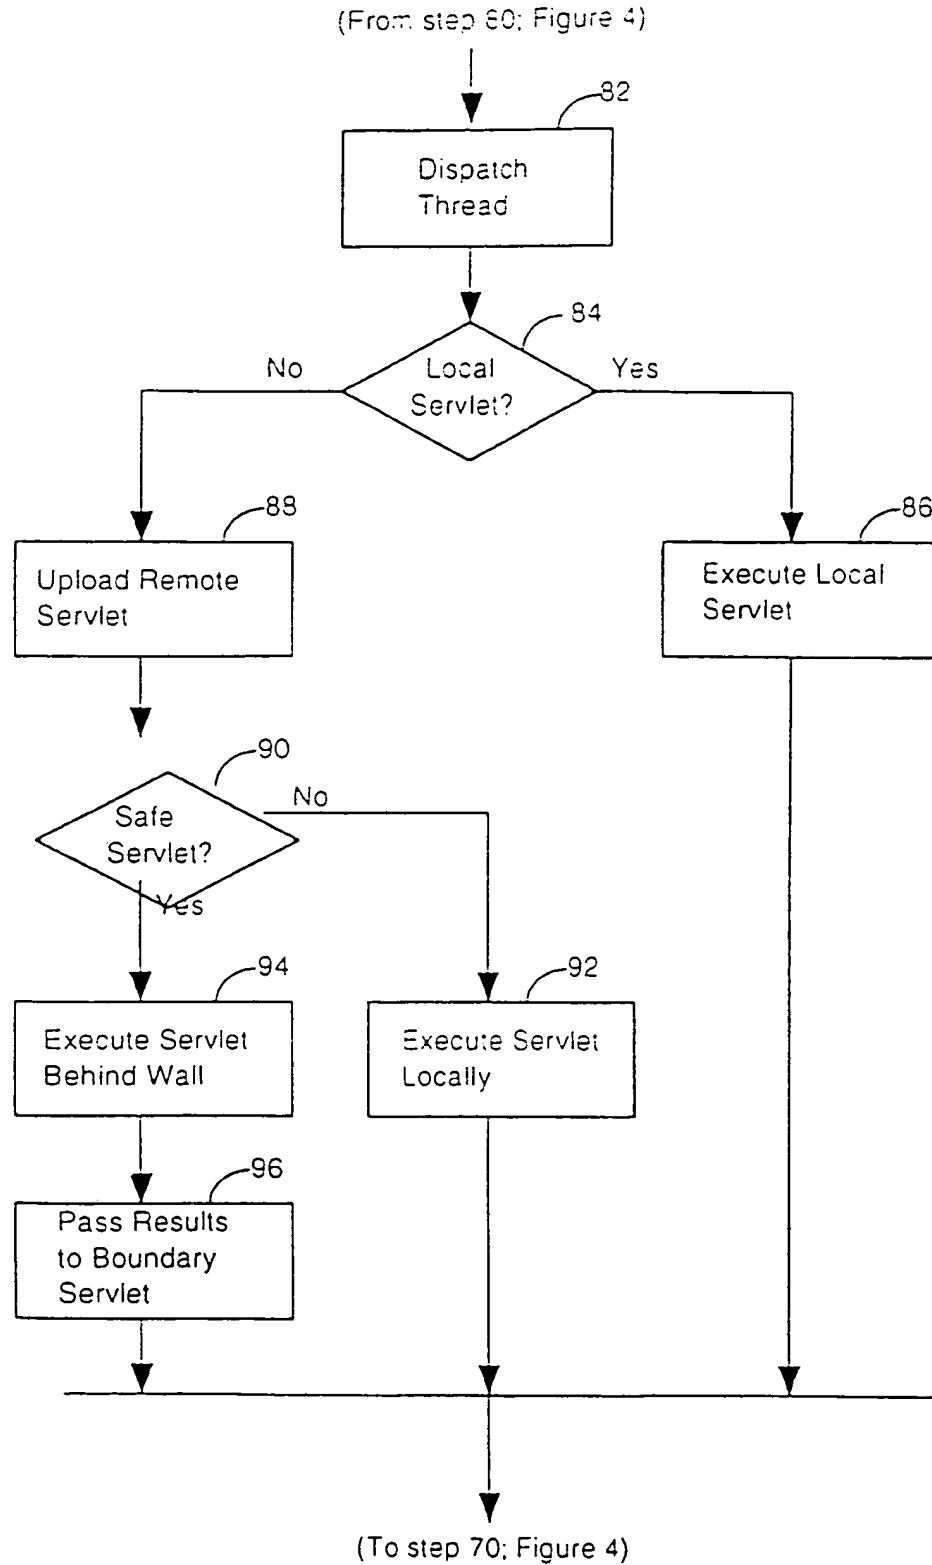 (From step 80; Figure 4)
82
Dispatch
Thread
84
No
Local
Servlet?
Yes
88
86
Upload Remote
Servlet
Execute Local
Servlet
90
No
Safe
Servlet?
Yes
94
92
Execute Servlet
Behind Wall
Execute Servlet
Locally
96
Pass Results
to Boundary
Servlet
(To step 70; Figure 4)